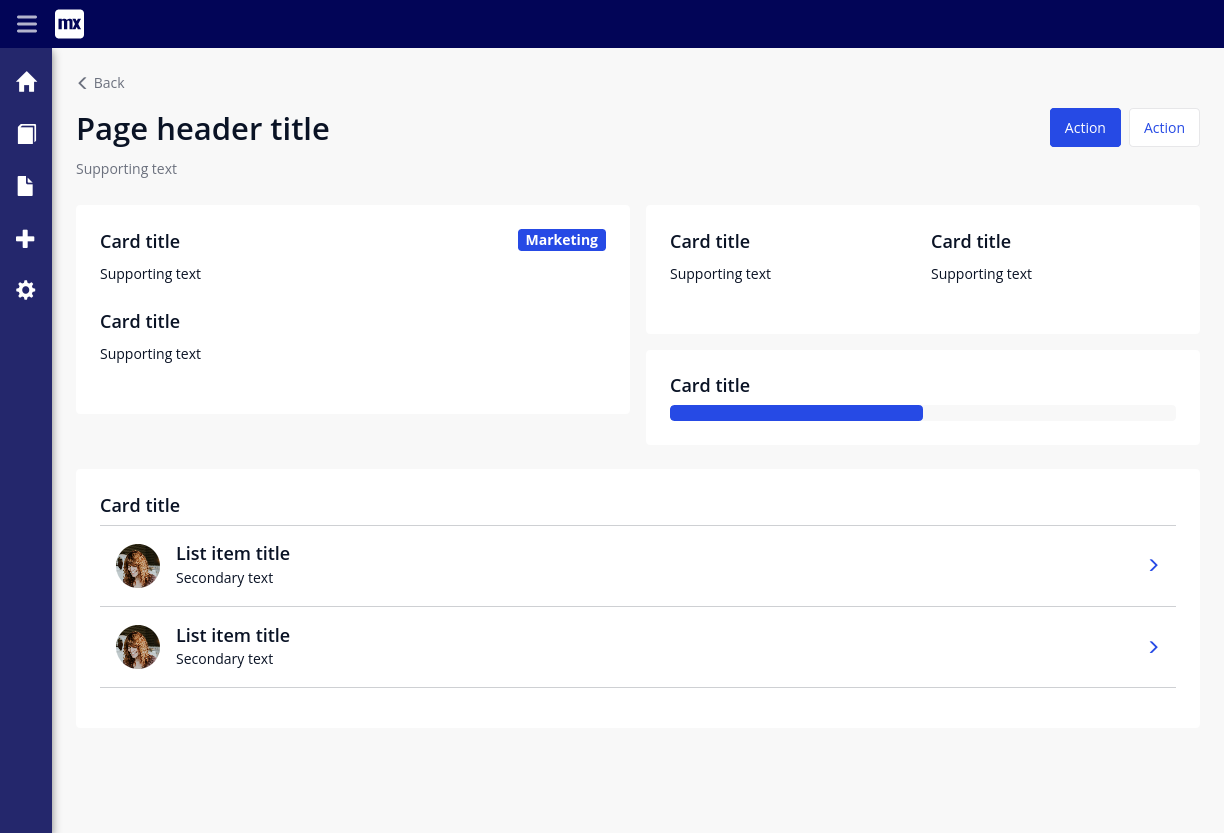 mx
Back
Page header title
Action
Action
Supporting text
Card title
Marketing
Supporting text
Card title
Supporting text
Card title
Card title
Supporting text
Supporting text
Card title
Card title
List item title
Secondary text
List item title
Secondary text